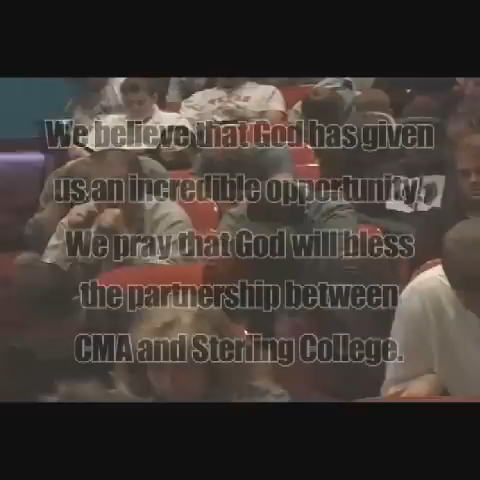 We believe that God has given
us an incredible opportunity!
We pray that God will bless
the partnership between
CMA and Sterling College.
TEXAS